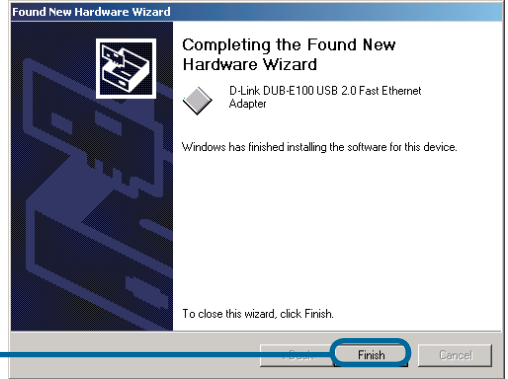 Found New Hardware Wizard
Completing the Found New
Hardware Wizard
D-Link DUB-E100 USB 2.0 Fast Ethernet
Adapter
Windows has finished installing the software for this device.
To close this wizard, click Finish.
Finish
Cancel